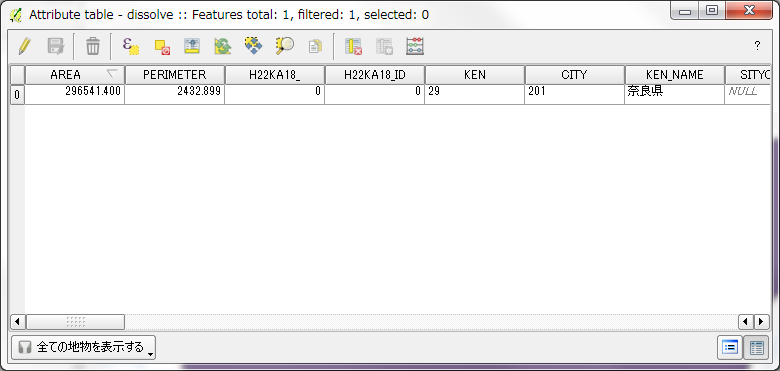 Attribute table - dissolve :: Features total: 1, filtered: 1, selected: 0
ε
?
AREA PERIMETER H22KA18_ H22KA18_ID KEN CITY KEN_NAME SITYC
0 296541.400 2432.899 0 0 29 201 奈良県 NULL
全ての地物を表示する